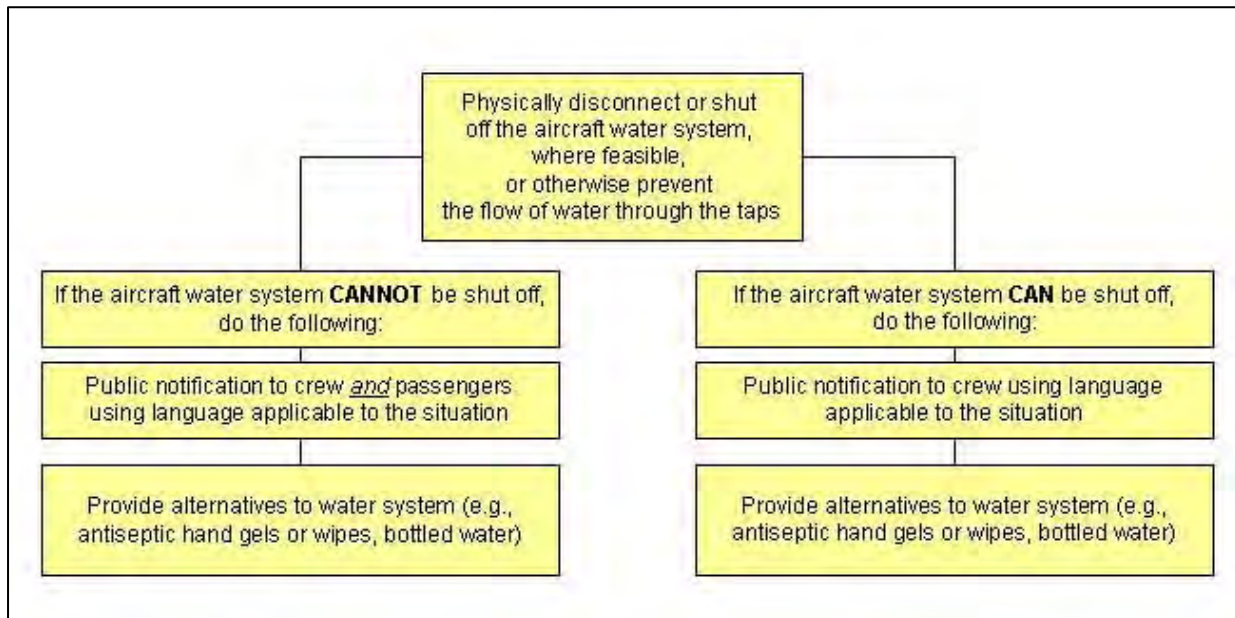 Physically disconnect or shut
off the aircraft water system,
where feasible,
or otherwise prevent
the flow of water through the taps
If the aircraft water system CANNOT be shut off,
do the following:
Public notification to crew and passengers
using language applicable to the situation
Provide alternatives to water system (e.g.,
antiseptic hand gels or wipes, bottled water)
If the aircraft water system CAN be shut off,
do the following:
Public notification to crew using language
applicable to the situation
Provide alternatives to water system (e.g.,
antiseptic hand gels or wipes, bottled water)